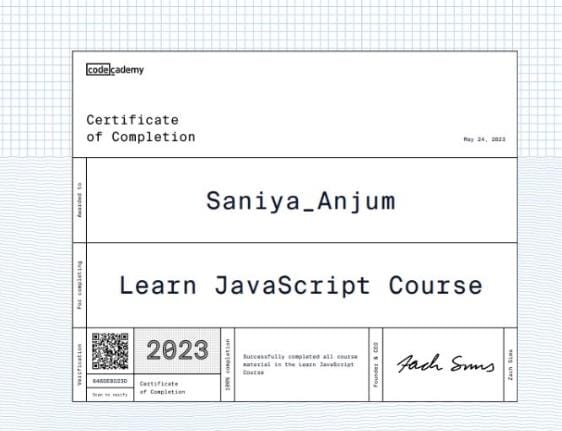 codecademy
Certificate
of Completion
May 24, 2023
Awarded to
Saniya_Anjum
For completing
Learn JavaScript Course
Verification
Scan to verify
2023
Certificate
of Completion
100% completion
Successfully completed all course
material in the Learn JavaScript
Course
Founder & CEO
Zach Sims
Zach Sims